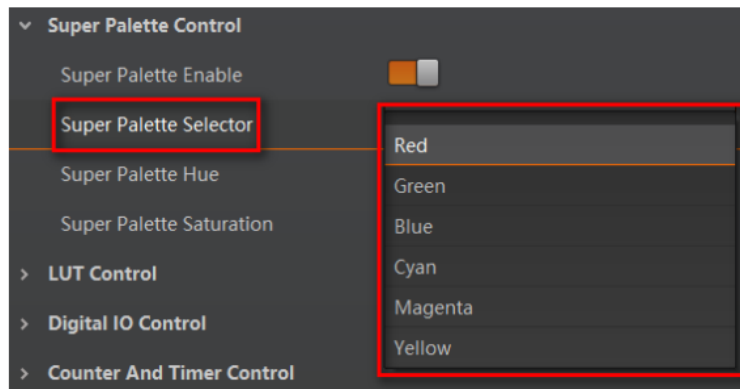 Super Palette Control
Super Palette Enable
Super Palette Selector
Red
Green
Super Palette Hue
Blue
Super Palette Saturation
Cyan
LUT Control
Magenta
Digital IO Control
Yellow
Counter And Timer Control